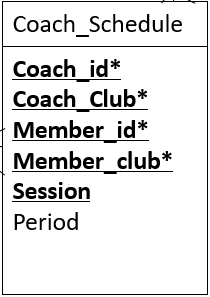 Coach_Schedule
Coach_id*
Coach_Club*
Member_id*
Member_club*
Session
Period